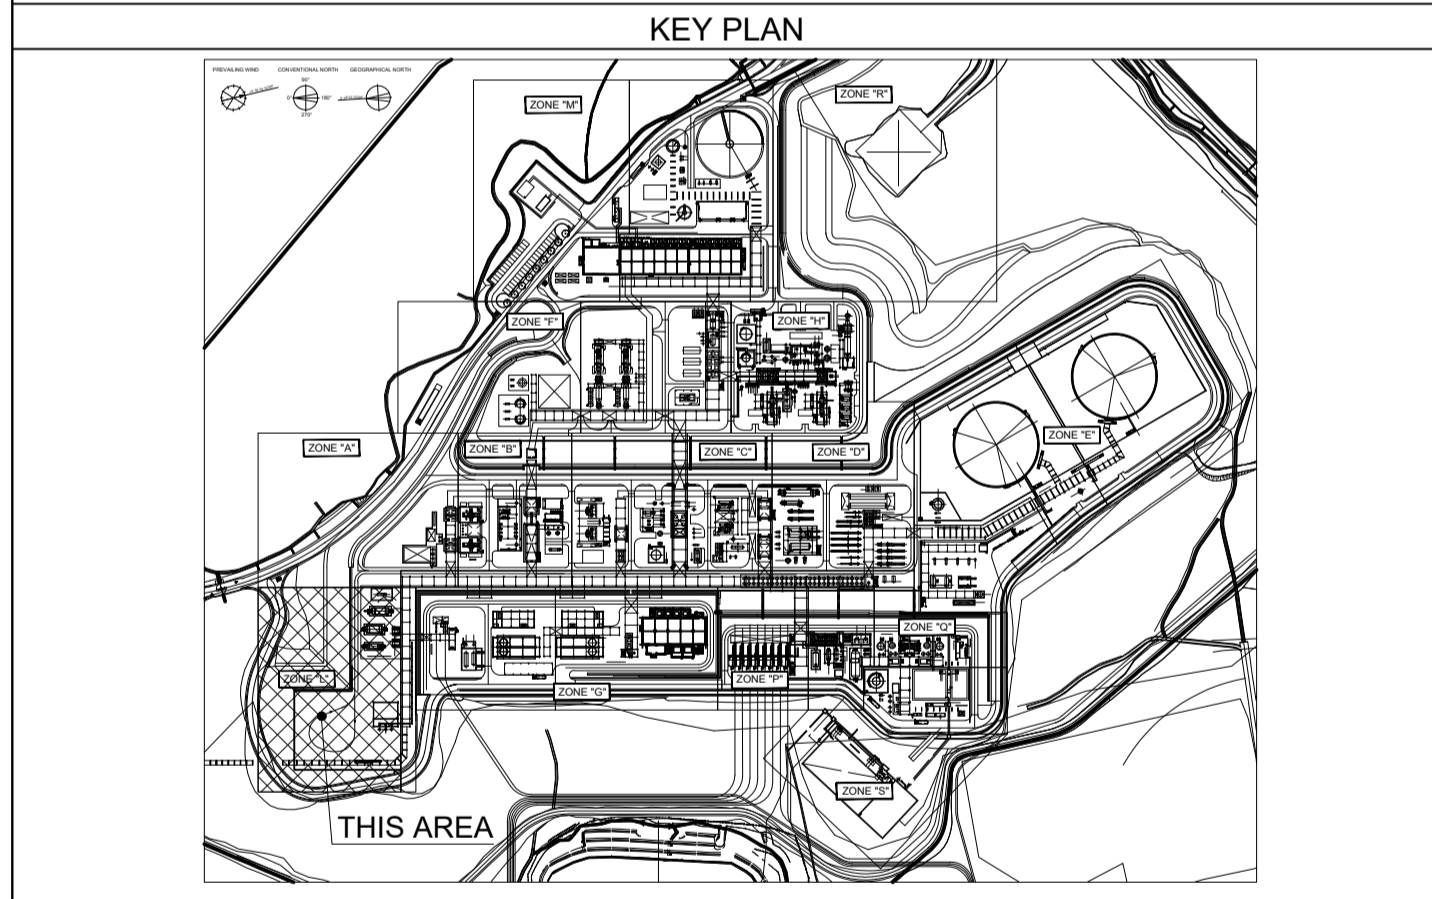 KEY PLAN
PREVAILING WIND
CONVENTIONAL NORTH
GEOGRAPHICAL NORTH
90°
0°
180°
270°
ZONE "M"
ZONE "R"
ZONE "F"
ZONE "H"
ZONE "A"
ZONE "B"
ZONE "C"
ZONE "D"
ZONE "E"
ZONE "Q"
ZONE "L"
ZONE "G"
ZONE "P"
ZONE "S"
THIS AREA